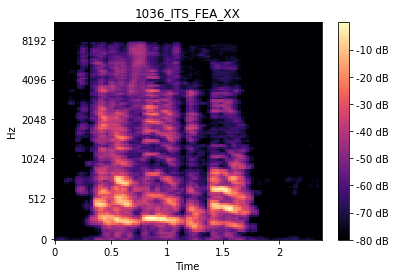 1036_ITS_FEA_XX
8192
4096
2048
1024
512
0
Hz
0
0.5
1
1.5
2
Time
-10 dB
-20 dB
-30 dB
-40 dB
-50 dB
-60 dB
-70 dB
-80 dB